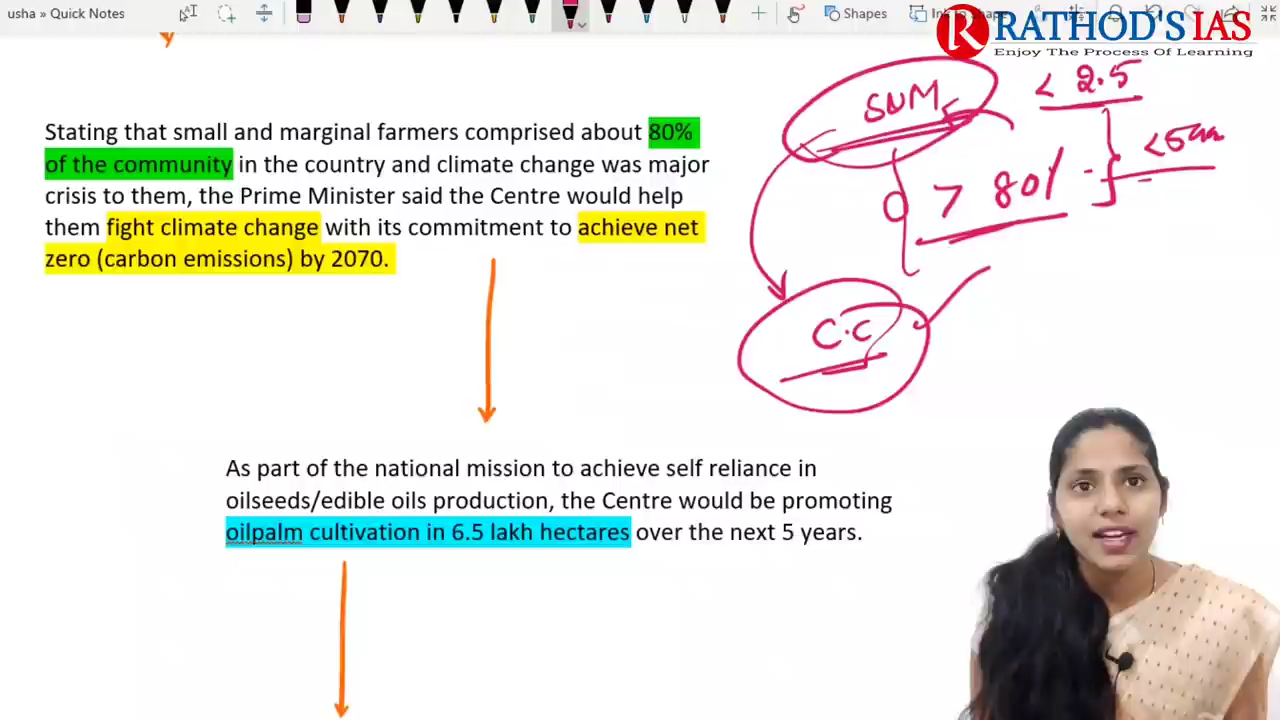 usha » Quick Notes
Shapes
RATHOD'S IAS
Enjoy The Process Of Learning
Stating that small and marginal farmers comprised about 80%
of the community in the country and climate change was major
crisis to them, the Prime Minister said the Centre would help
them fight climate change with its commitment to achieve net
zero (carbon emissions) by 2070.
< 2.5
> 80%
C.C
As part of the national mission to achieve self reliance in
oilseeds/edible oils production, the Centre would be promoting
oilpalm cultivation in 6.5 lakh hectares over the next 5 years.